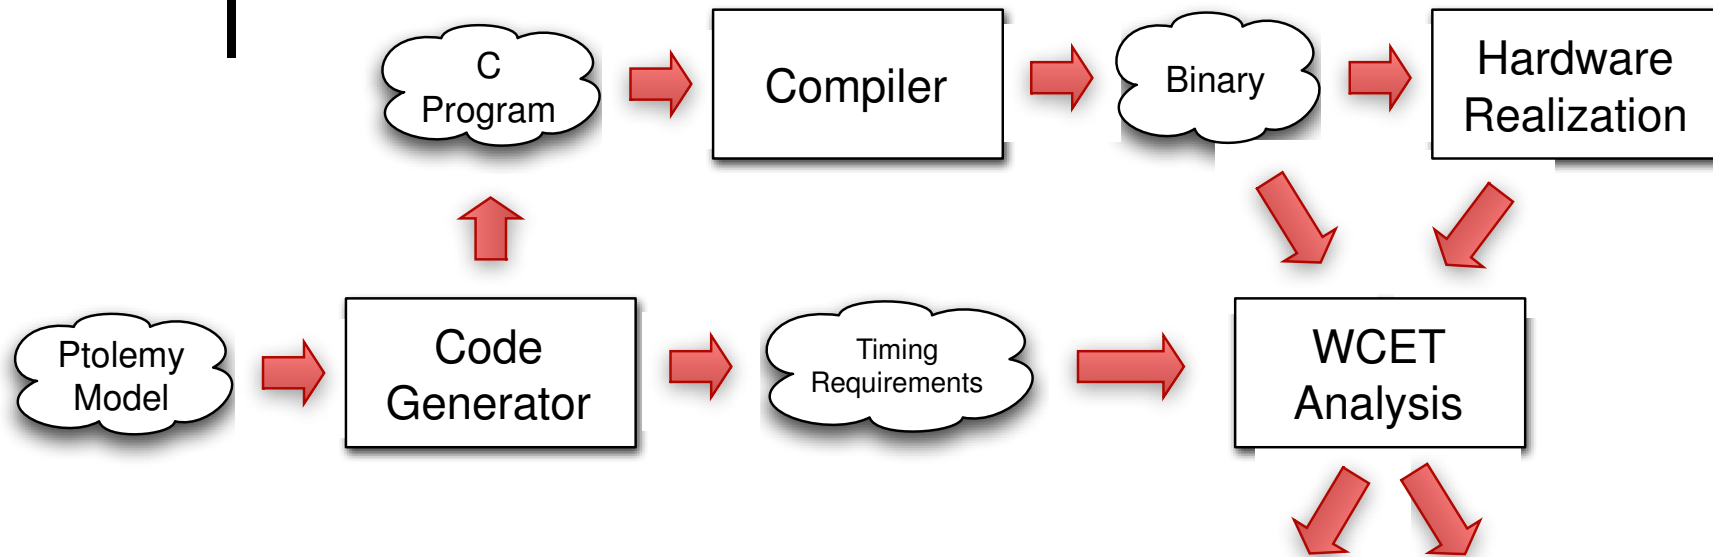 C
Program
Compiler
Binary
Hardware
Realization
Ptolemy
Model
Code
Generator
Timing
Requirements
WCET
Analysis